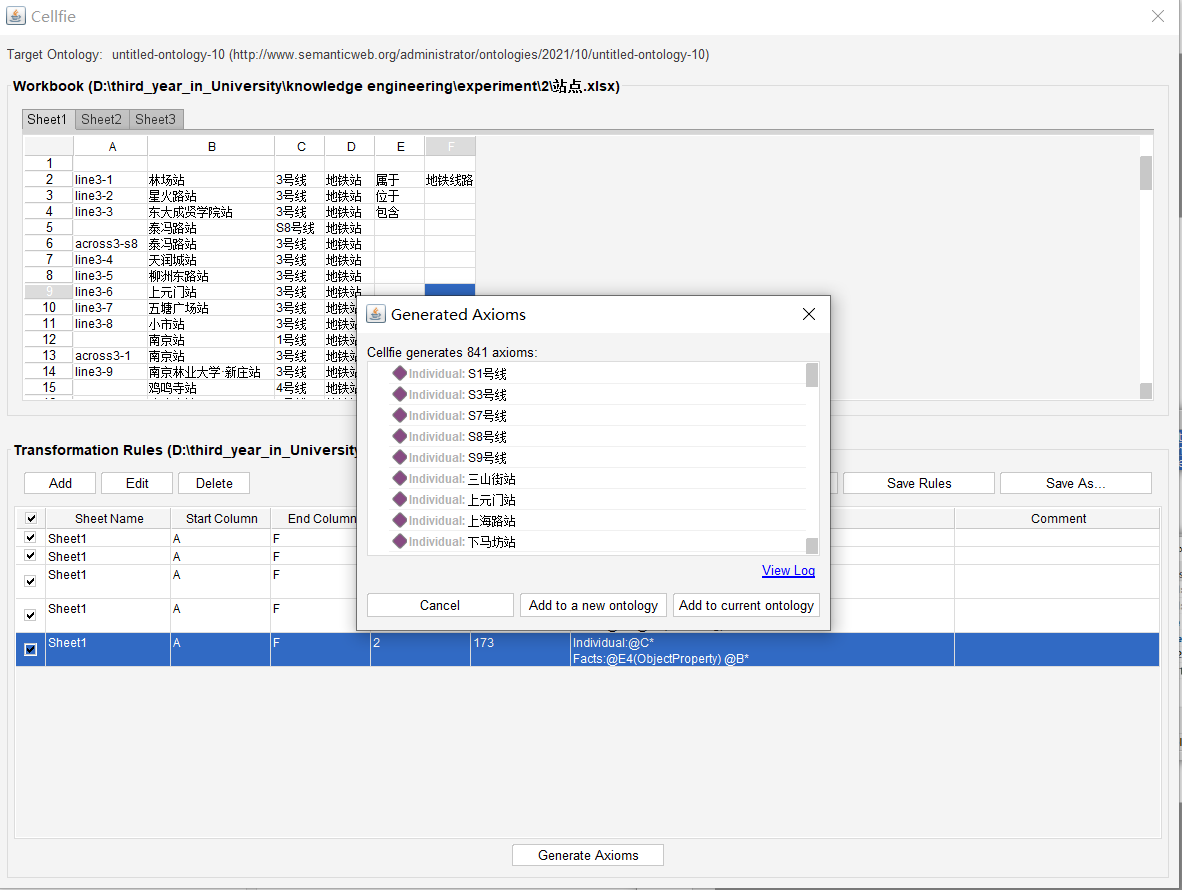 Cellfie
Target Ontology: untitled-ontology-10 (http://www.semanticweb.org/administrator/ontologies/2021/10/untitled-ontology-10)
Workbook (D:\third_year_in_University\knowledge engineering\experiment\2\站点.xlsx)
Sheet1 Sheet2 Sheet3
A B C D E F
1
2 line3-1 林场站 3号线 地铁站 属于 地铁线路
3 line3-2 星火路站 3号线 地铁站 位于
4 line3-3 东大成贤学院站 3号线 地铁站 包含
5 泰冯路站 S8号线 地铁站
6 across3-s8 泰冯路站 3号线 地铁站
7 line3-4 天润城站 3号线 地铁站
8 line3-5 柳洲东路站 3号线 地铁站
9 line3-6 上元门站 3号线 地铁站
10 line3-7 五塘广场站 3号线 地铁
11 line3-8 小市站 3号线 地铁
12 南京站 1号线 地铁
13 across3-1 南京站 3号线 地铁
14 line3-9 南京林业大学·新庄站 3号线 地铁
15 鸡鸣寺站 4号线 地铁
Generated Axioms
Cellfie generates 841 axioms:
Individual: S1号线
Individual: S3号线
Individual: S7号线
Individual: S8号线
Individual: S9号线
Individual: 三山街站
Individual: 上元门站
Individual: 上海路站
Individual: 下马坊站
View Log
Cancel Add to a new ontology Add to current ontology
Transformation Rules (D:\third_year_in_University
Add Edit Delete Save Rules Save As...
Sheet Name Start Column End Column Comment
Sheet1 A F
Sheet1 A F
Sheet1 A F
Sheet1 A F
Sheet1 A F 2 173 Individual:@C*
Facts:@E4(ObjectProperty) @B*
Generate Axioms